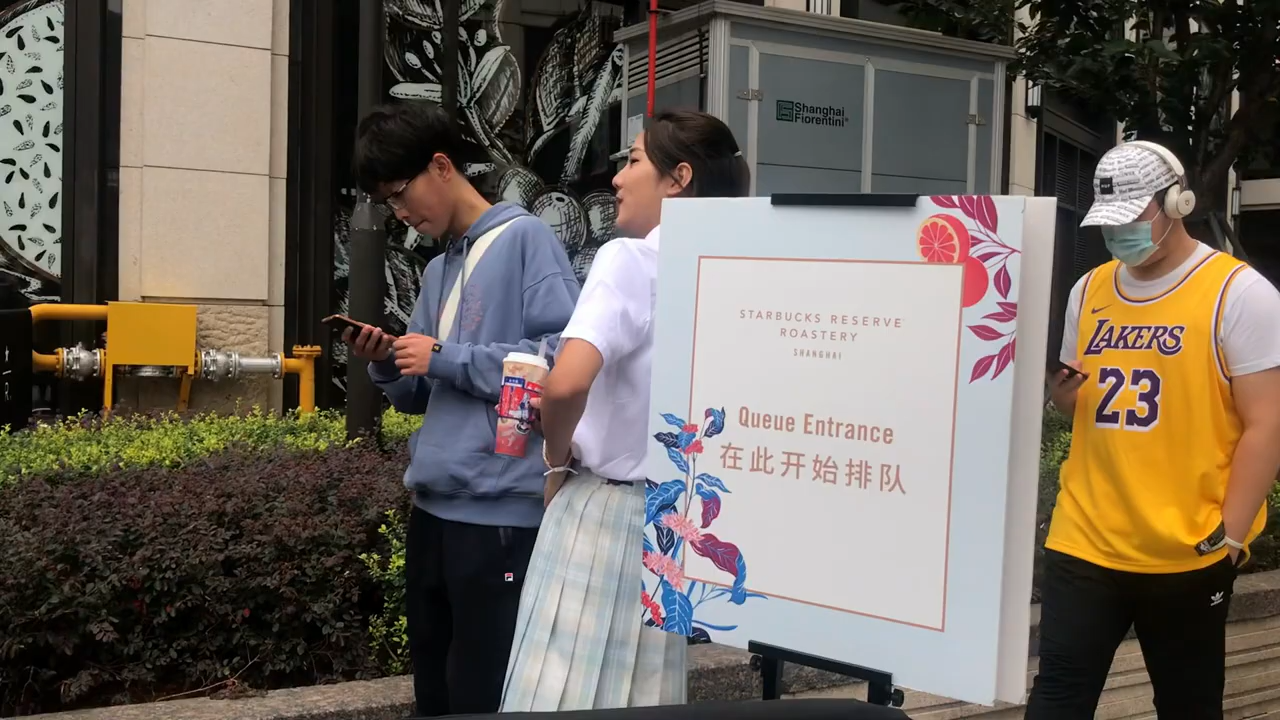 Shanghai
Fiorentini
STARBUCKS RESERVE
ROASTERY
SHANGHAI
Queue Entrance
在此开始排队
LAKERS
23